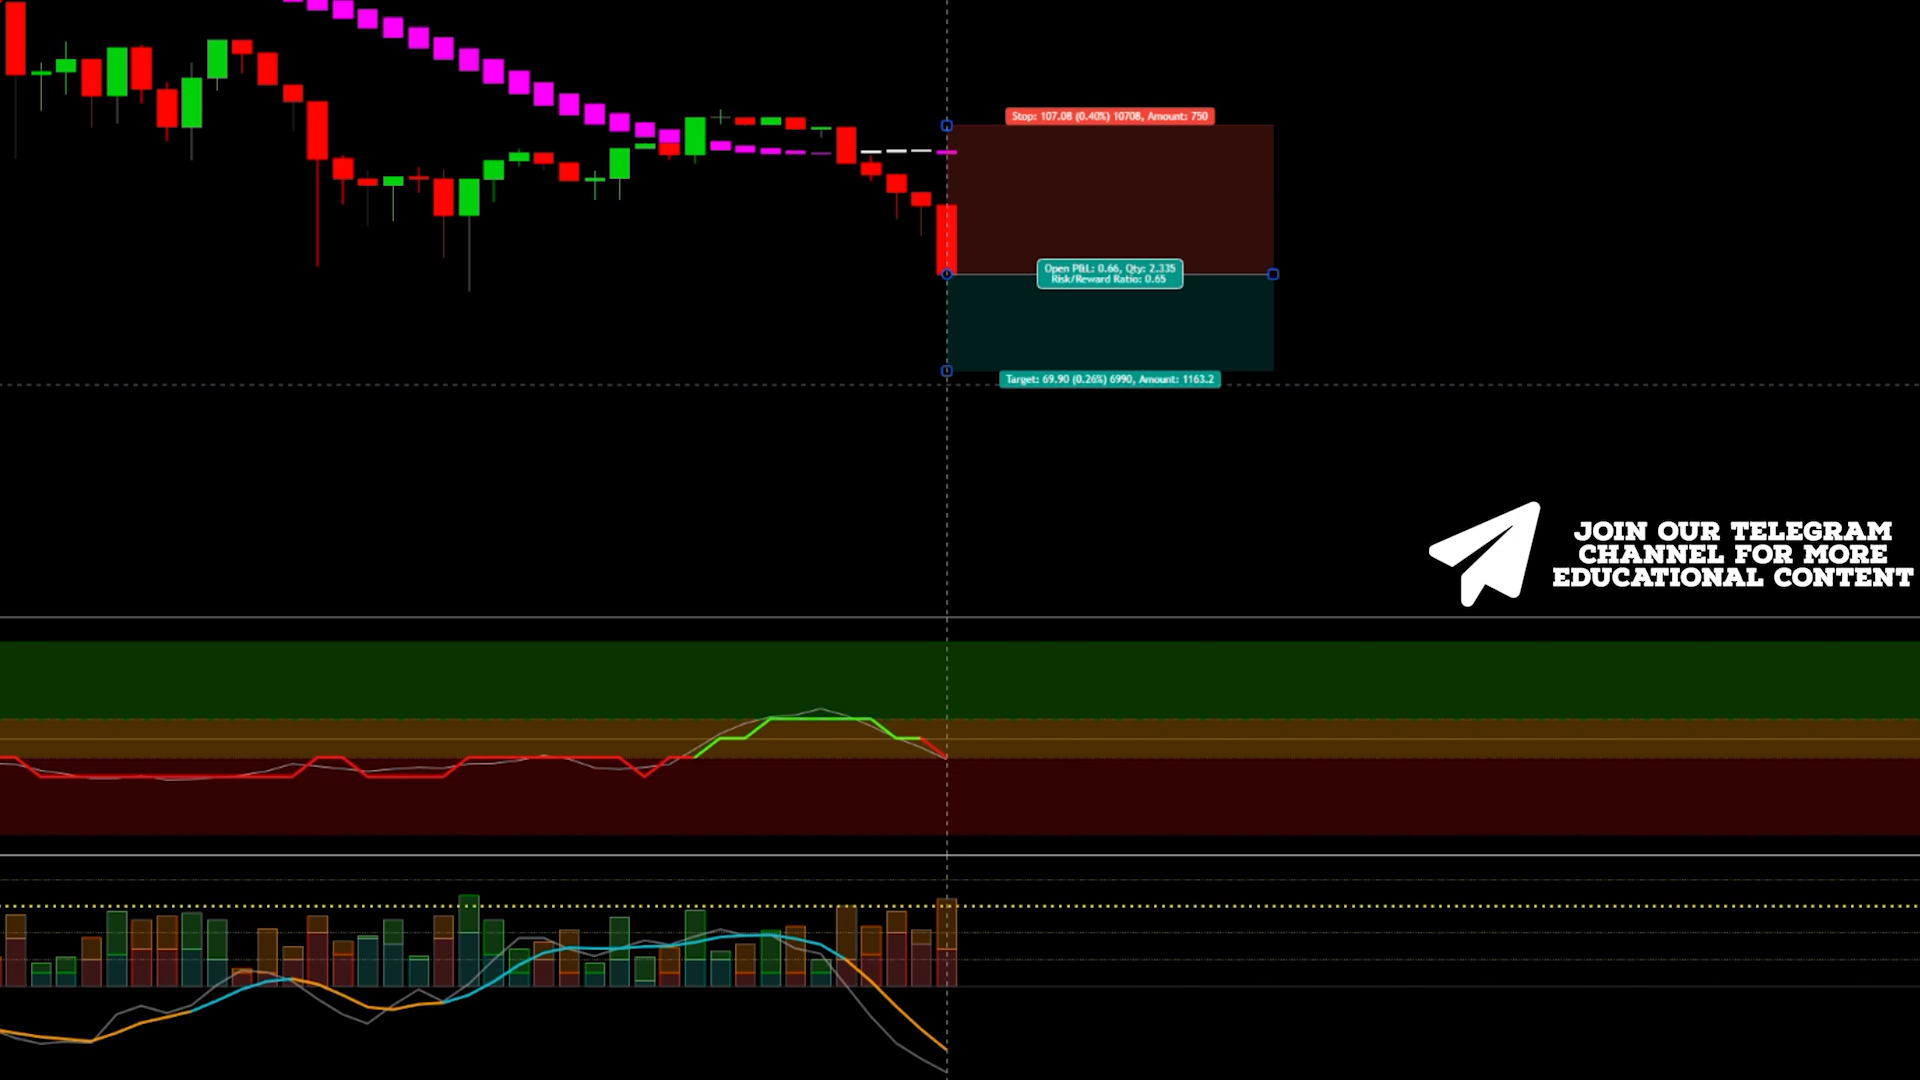 Stop: 107.08 (0.40%) 10708, Amount: 750
Open P&L: 0.66, Qty: 2.335
Risk/Reward Ratio: 0.65
Target: 69.90 (0.26%) 6990, Amount: 1163.2
JOIN OUR TELEGRAM
CHANNEL FOR MORE
EDUCATIONAL CONTENT